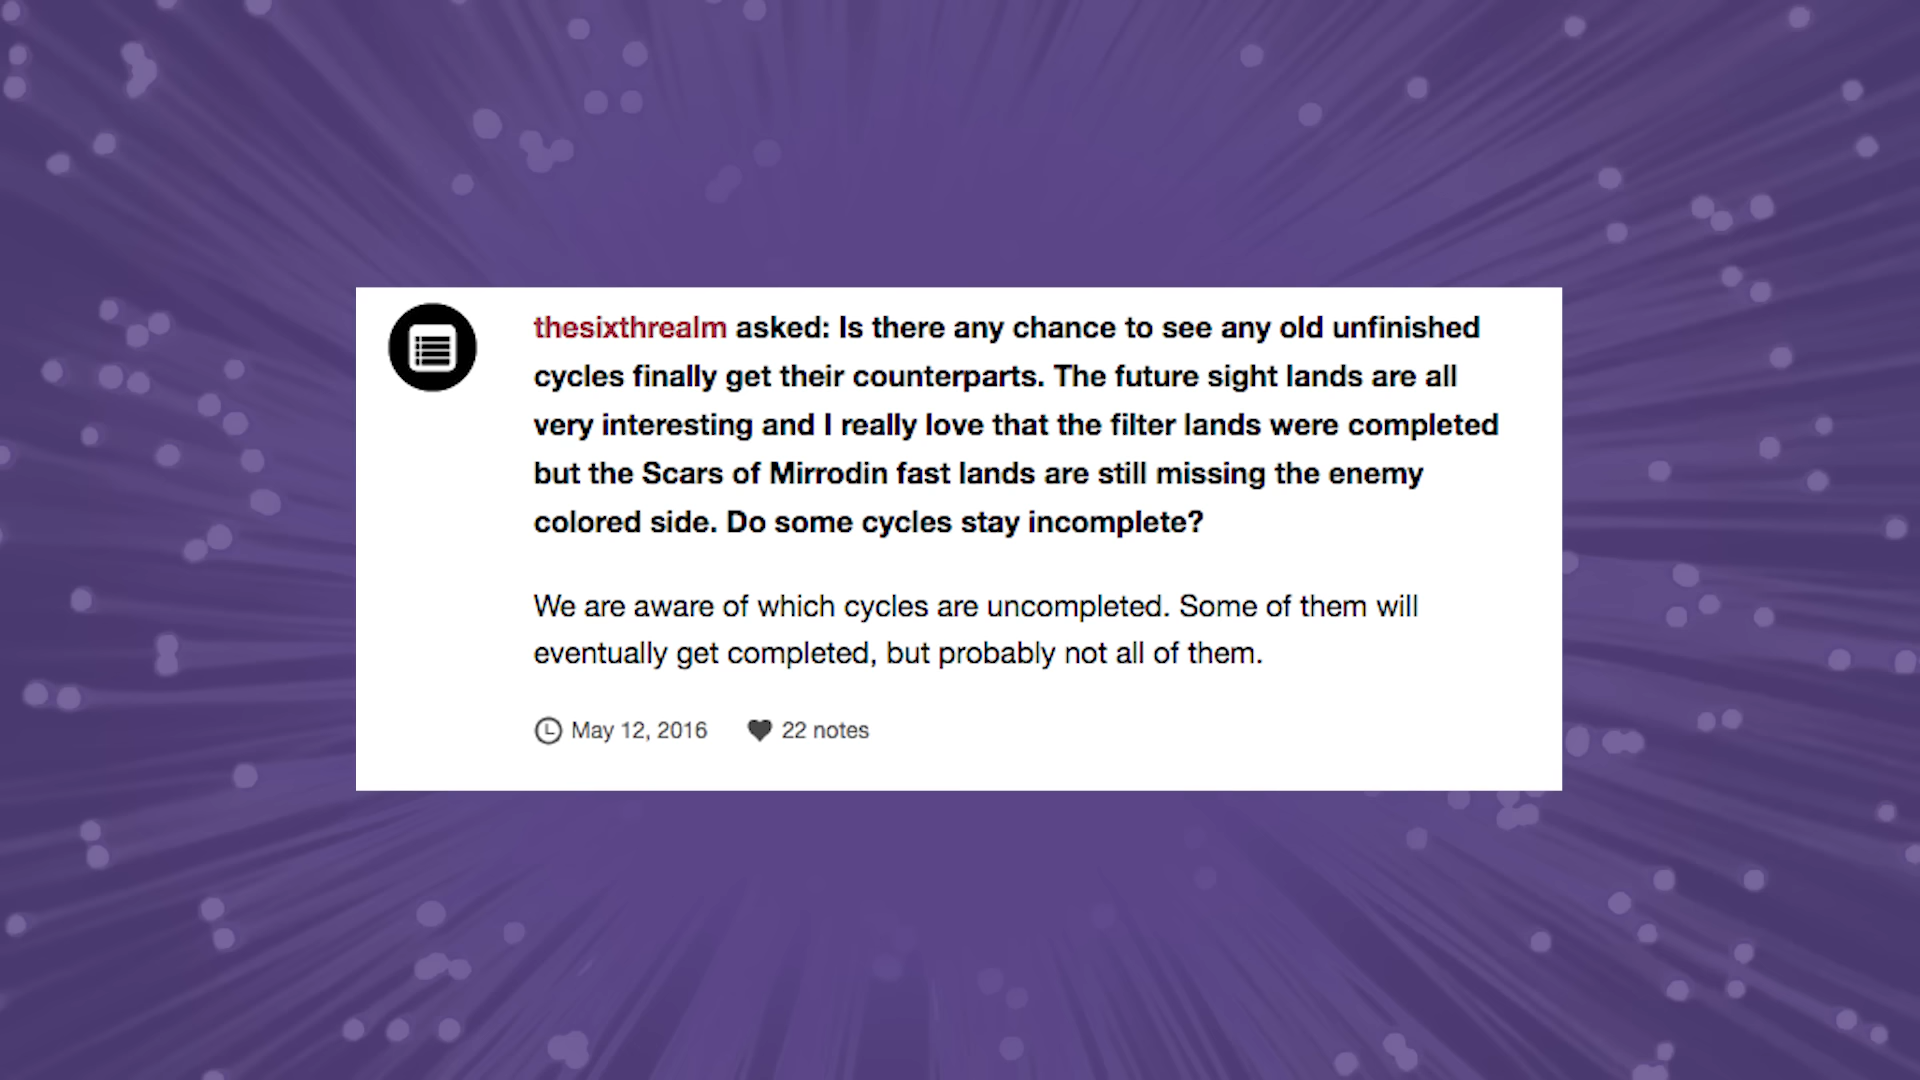 thesixthrealm asked: Is there any chance to see any old unfinished
cycles finally get their counterparts. The future sight lands are all
very interesting and I really love that the filter lands were completed
but the Scars of Mirrodin fast lands are still missing the enemy
colored side. Do some cycles stay incomplete?
We are aware of which cycles are uncompleted. Some of them will
eventually get completed, but probably not all of them.
May 12, 2016 22 notes